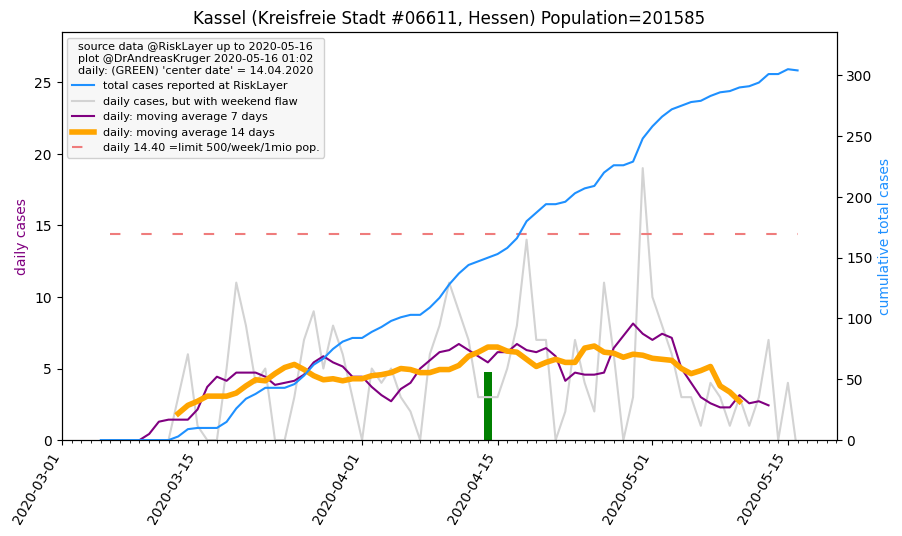 Kassel (Kreisfreie Stadt #06611, Hessen) Population=201585
source data @RiskLayer up to 2020-05-16
plot @DrAndreasKruger 2020-05-16 01:02
daily: (GREEN) 'center date' = 14.04.2020
total cases reported at RiskLayer
daily cases, but with weekend flaw
daily: moving average 7 days
daily: moving average 14 days
daily 14.40 =limit 500/week/1mio pop.
daily cases
0
5
10
15
20
25
cumulative total cases
0
50
100
150
200
250
300
2020-03-01
2020-03-15
2020-04-01
2020-04-15
2020-05-01
2020-05-15